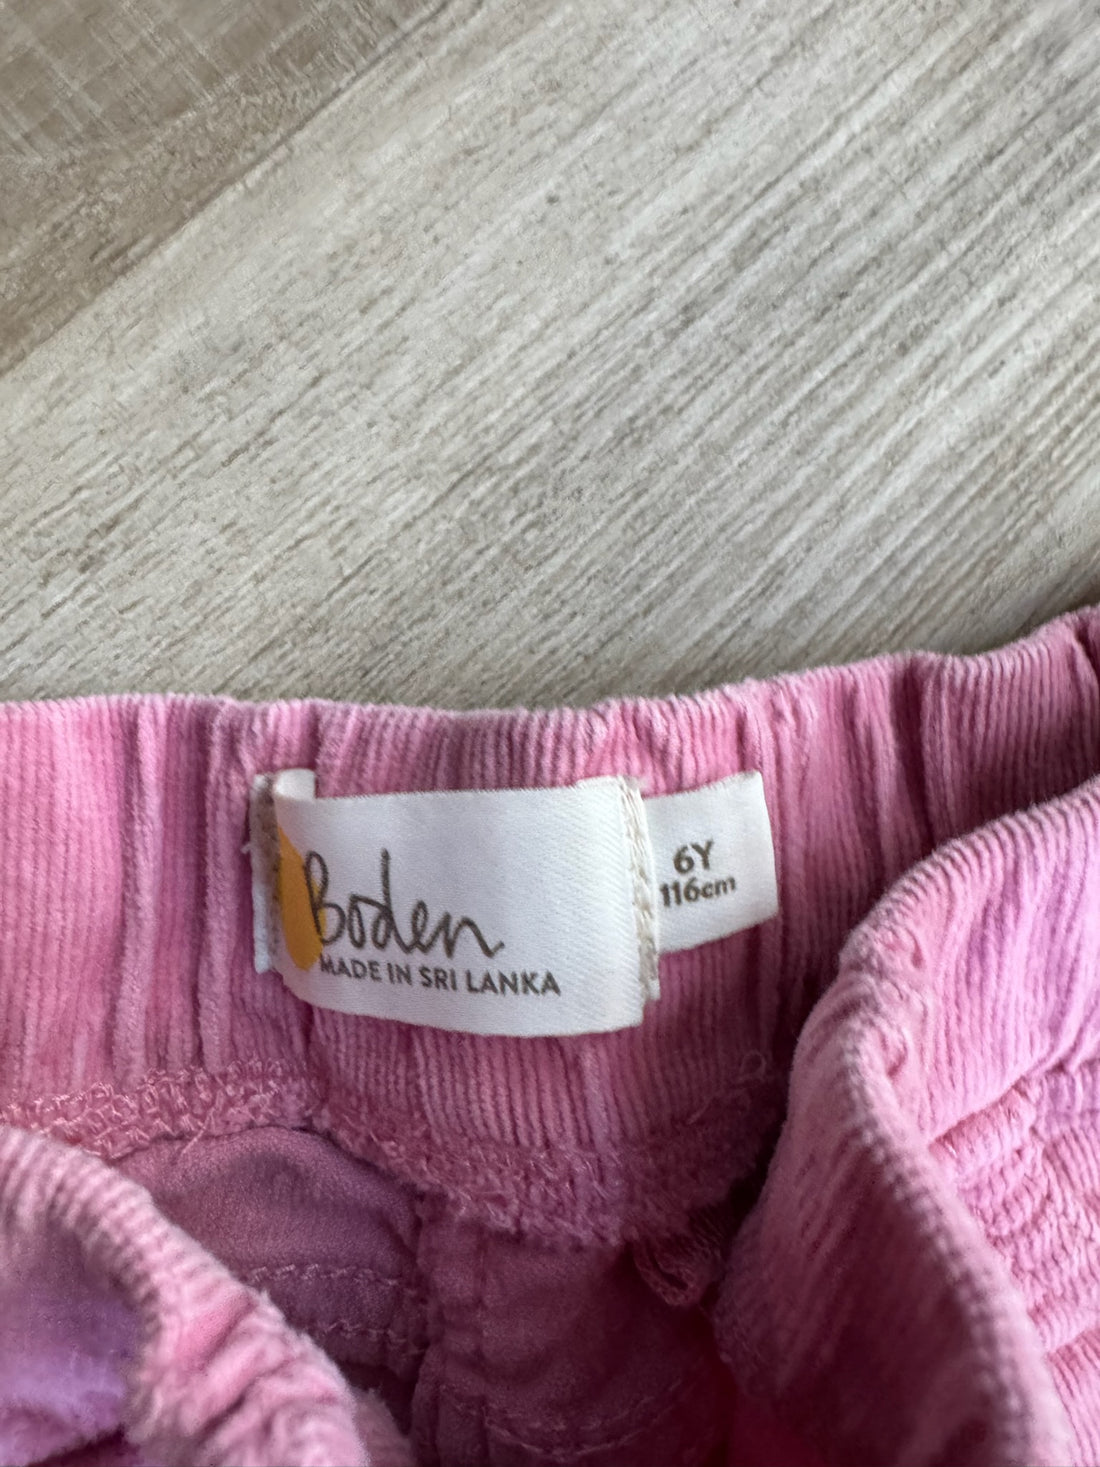 Boden
MADE IN SRI LANKA
6Y
116cm